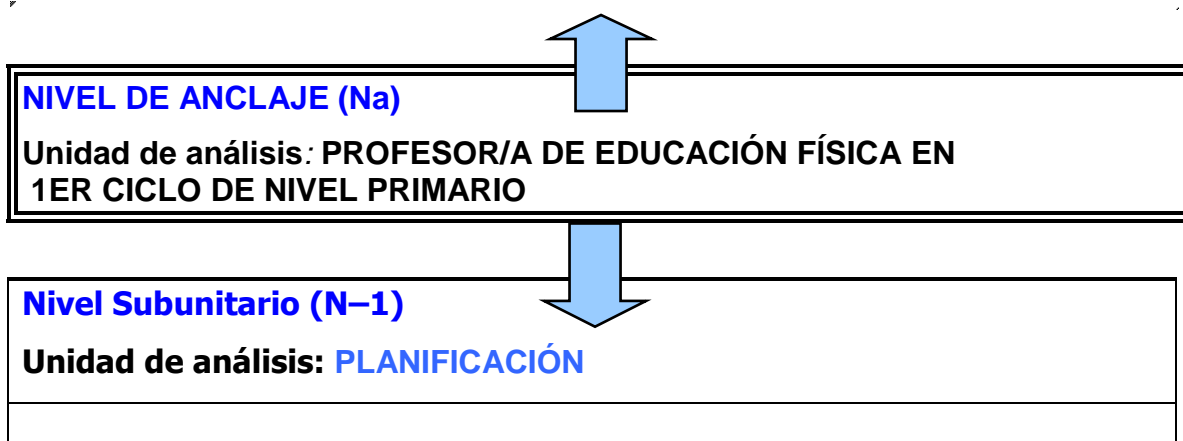 NIVEL DE ANCLAJE (Na)
Unidad de análisis: PROFESOR/A DE EDUCACIÓN FÍSICA EN
1ER CICLO DE NIVEL PRIMARIO
Nivel Subunitario (N–1)
Unidad de análisis: PLANIFICACIÓN